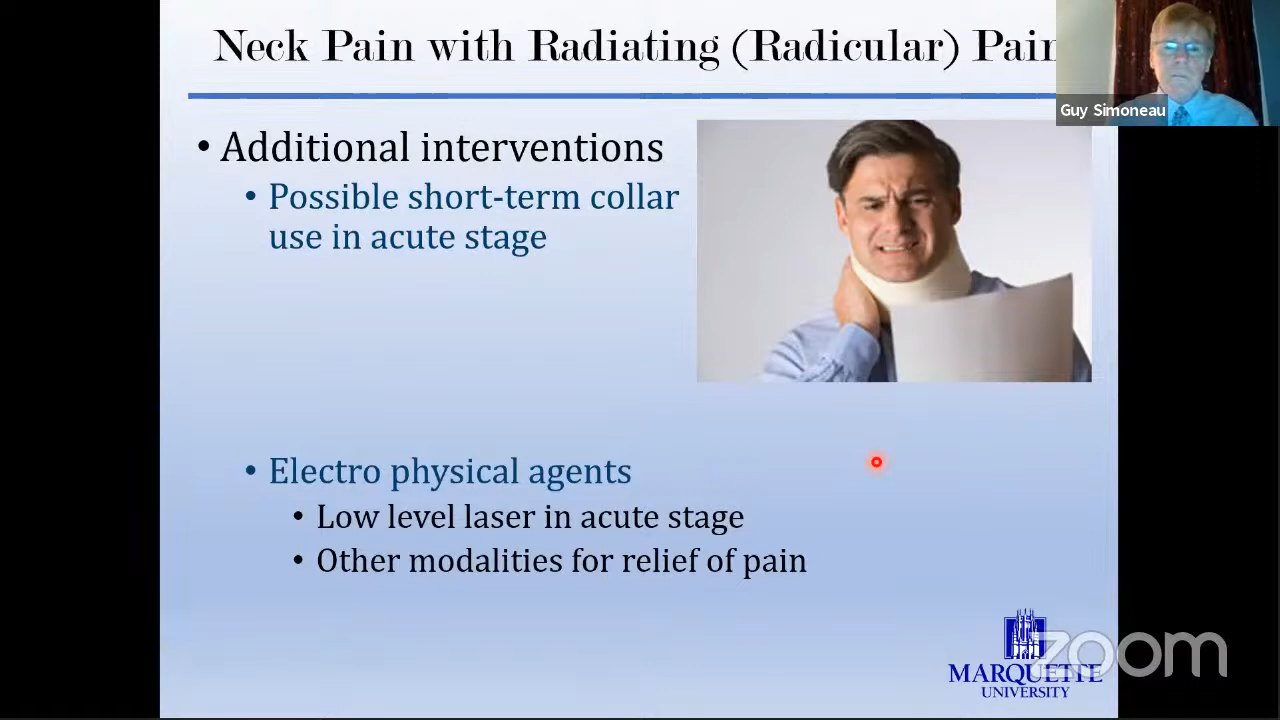 Neck Pain with Radiating (Radicular) Pain
Guy Simoneau
• Additional interventions
• Possible short-term collar
use in acute stage
• Electro physical agents
• Low level laser in acute stage
• Other modalities for relief of pain
zoom
MARQUETTE
UNIVERSITY